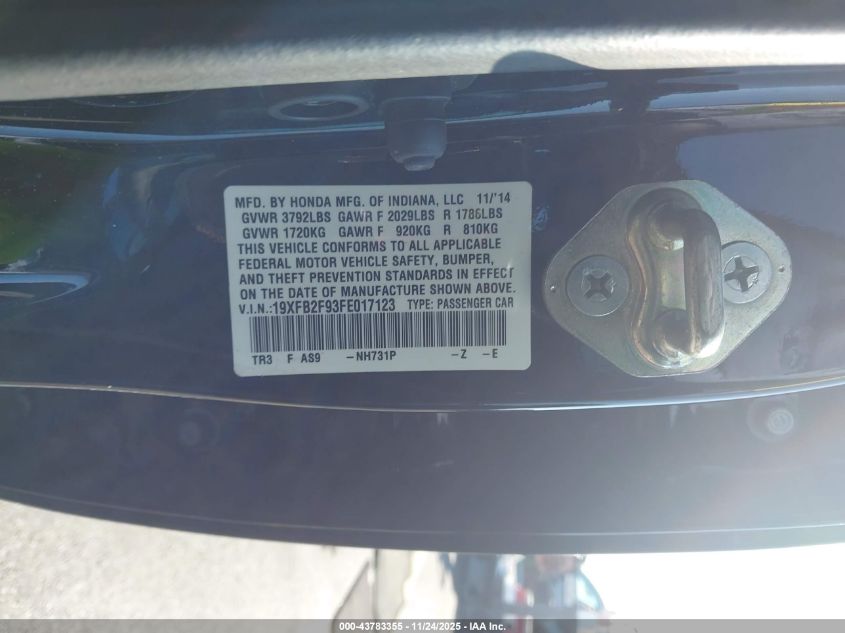 MFD. BY HONDA MFG. OF INDIANA, LLC 11/'14
GVWR 3792LBS GAWR F 2029LBS R 1786LBS
GVWR 1720KG GAWR F 920KG R 810KG
THIS VEHICLE CONFORMS TO ALL APPLICABLE
FEDERAL MOTOR VEHICLE SAFETY, BUMPER,
AND THEFT PREVENTION STANDARDS IN EFFECT
ON THE DATE OF MANUFACTURE SHOWN ABOVE.
V.I.N.:19XFB2F93FE017123 TYPE: PASSENGER CAR
TR3 F AS9 -NH731P -Z -E
000-43783355 - 11/24/2025 - IAA Inc.